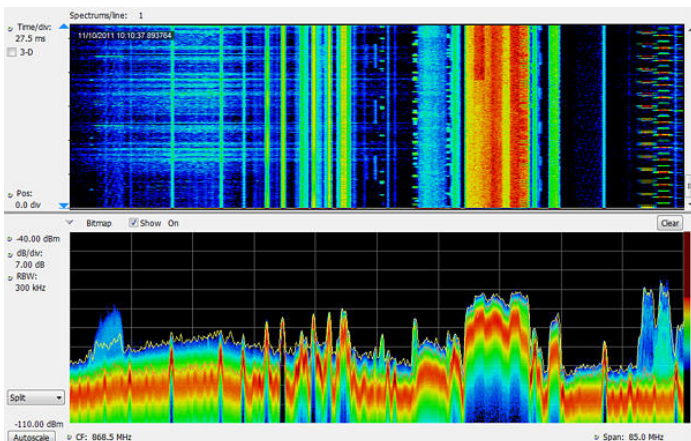 Spectrums/line: 1
Time/div:
27.5 ms
3-D
11/10/2011 10:10:37 893764
Pos:
0.0 div
Bitmap Show On Clear
-40.00 dBm
dB/div:
7.00 dB
RBW:
300 kHz
Split
-110.00 dBm
Autoscale CF: 868.5 MHz Span: 85.0 MHz